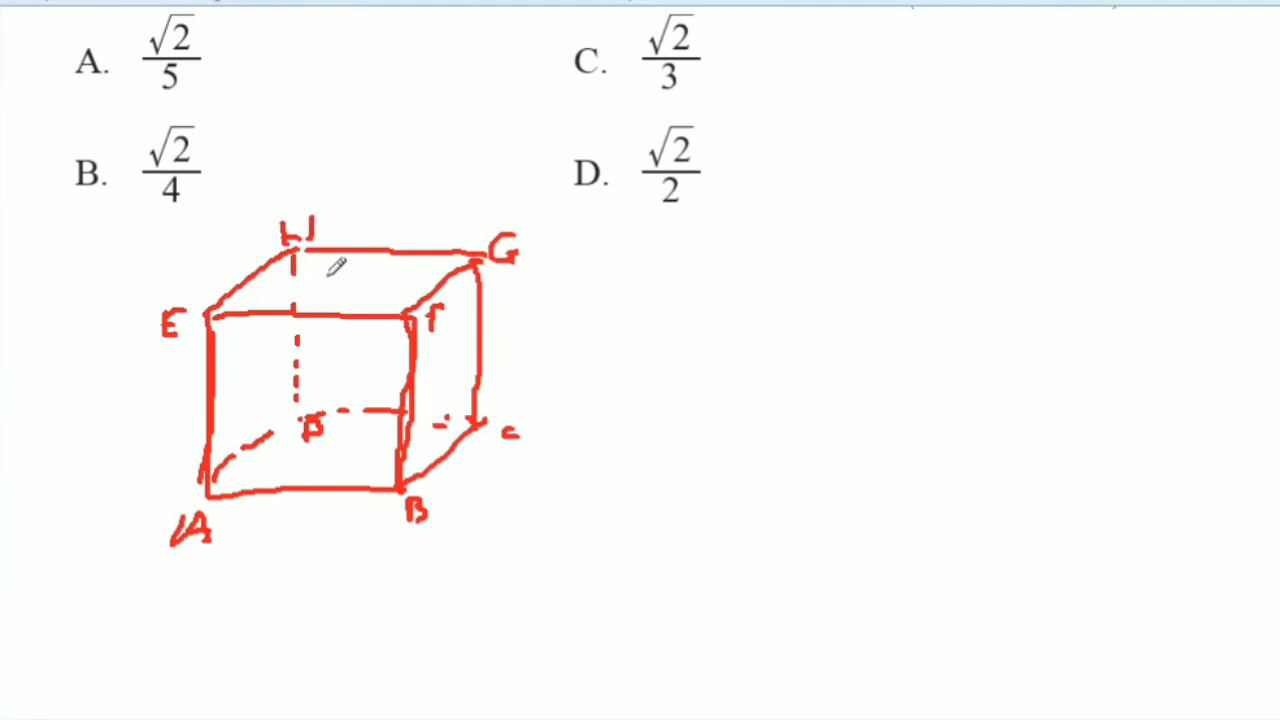 A. √2/5
C. √2/3
B. √2/4
D. √2/2
H
G
E
F
D
C
B
A